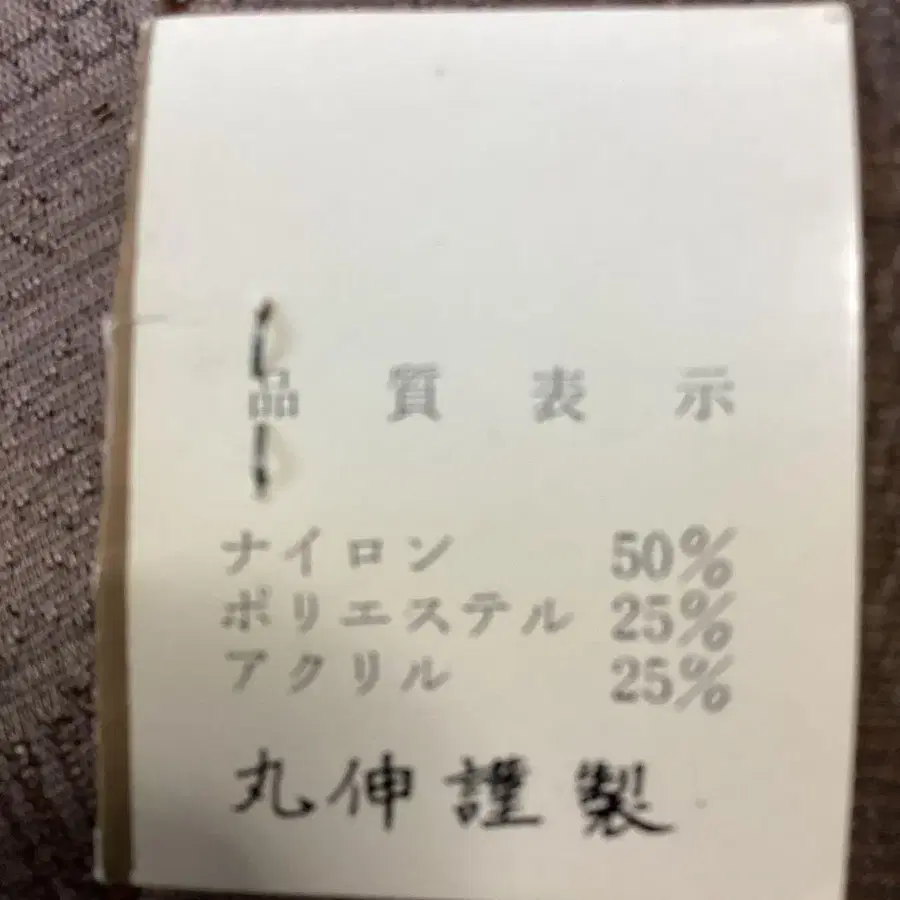 品質表示
ナイロン 50%
ポリエステル 25%
アクリル 25%
丸伸謹製